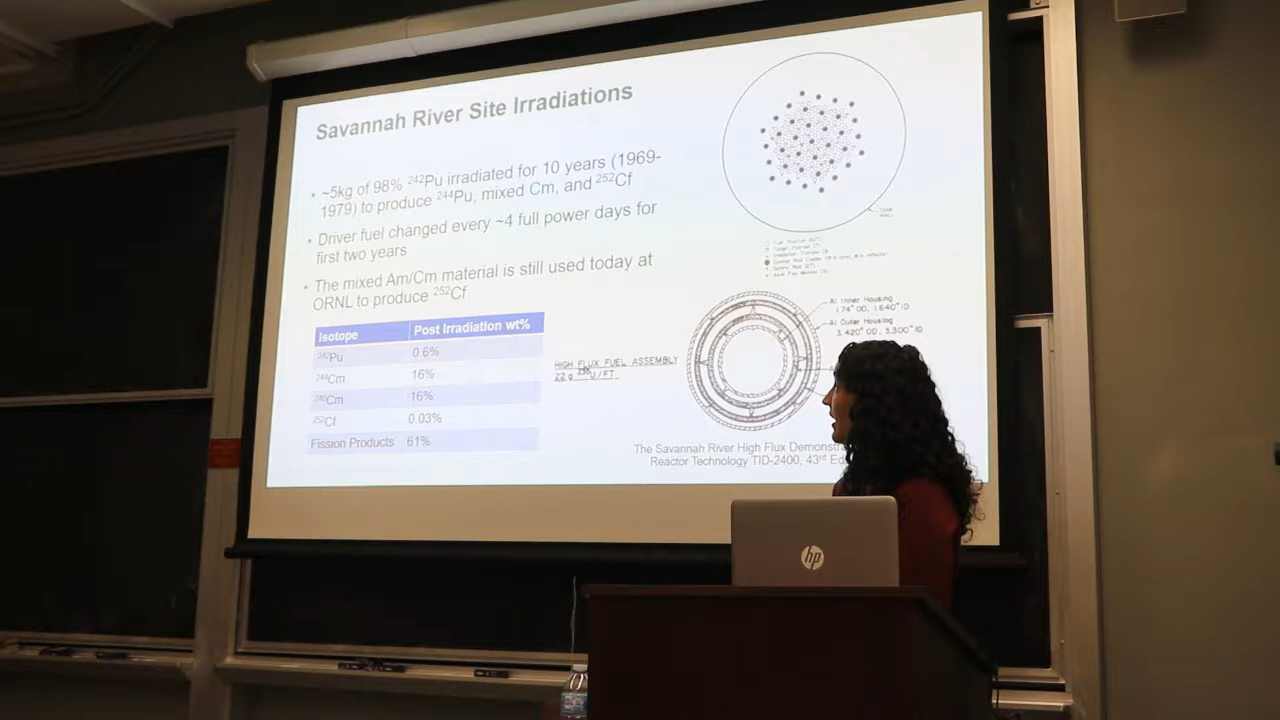 Savannah River Site Irradiations
• ~5kg of 98% ²⁴²Pu irradiated for 10 years (1969-
1979) to produce ²⁴⁴Pu, mixed Cm, and ²⁵²Cf
• Driver fuel changed every ~4 full power days for
first two years
• The mixed Am/Cm material is still used today at
ORNL to produce ²⁵²Cf
Isotope Post Irradiation wt%
²⁴²Pu 0.6%
²⁴⁴Cm 16%
²⁴⁶Cm 16%
²⁵²Cf 0.03%
Fission Products 61%
Al Inner Housing
1.74" OD, 1.640" ID
Al Outer Housing
3.420" OD, 3.300" ID
HIGH FLUX FUEL ASSEMBLY
22 g ²³⁵U/FT.
The Savannah River High Flux
Reactor Technology TID-2400, 43rd
hp